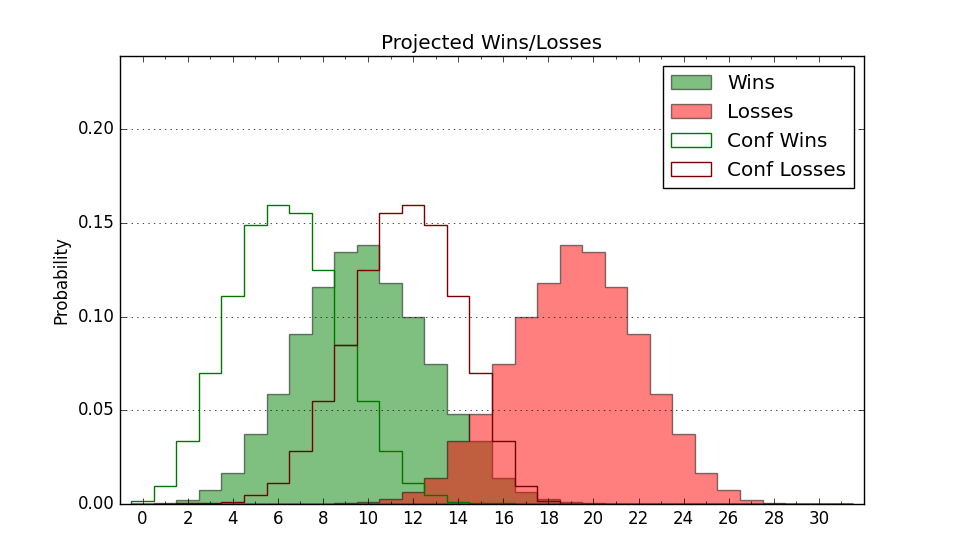 Projected Wins/Losses
Wins
Losses
Conf Wins
Conf Losses
Probability
0.20
0.15
0.10
0.05
0.00
0 2 4 6 8 10 12 14 16 18 20 22 24 26 28 30